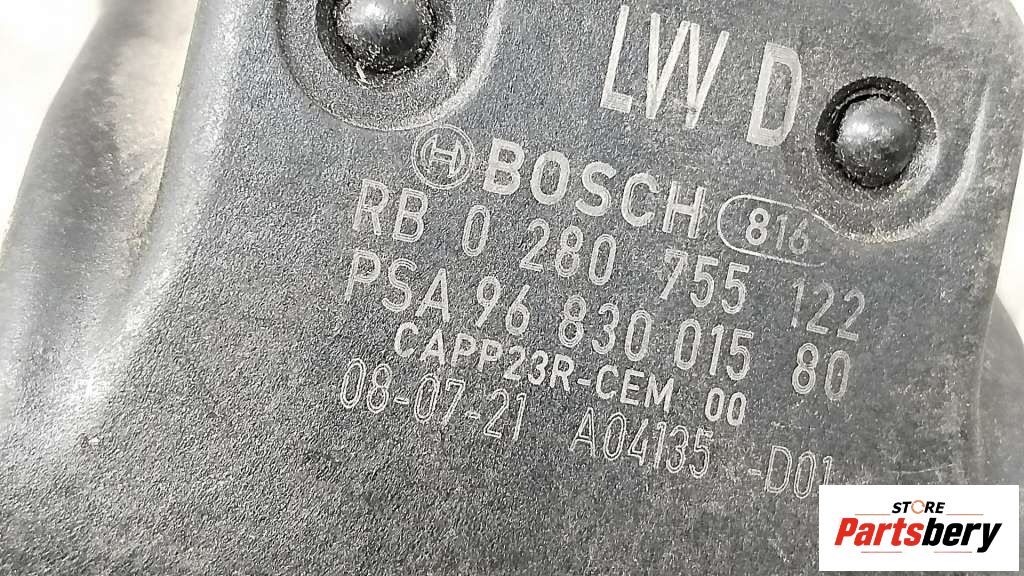 LVV D
BOSCH 816
RB 0 280 755 122
PSA 96 830 015 80
CAPP23R-CEM 00
08-07-21 A04135 -D01
STORE
Partsbery